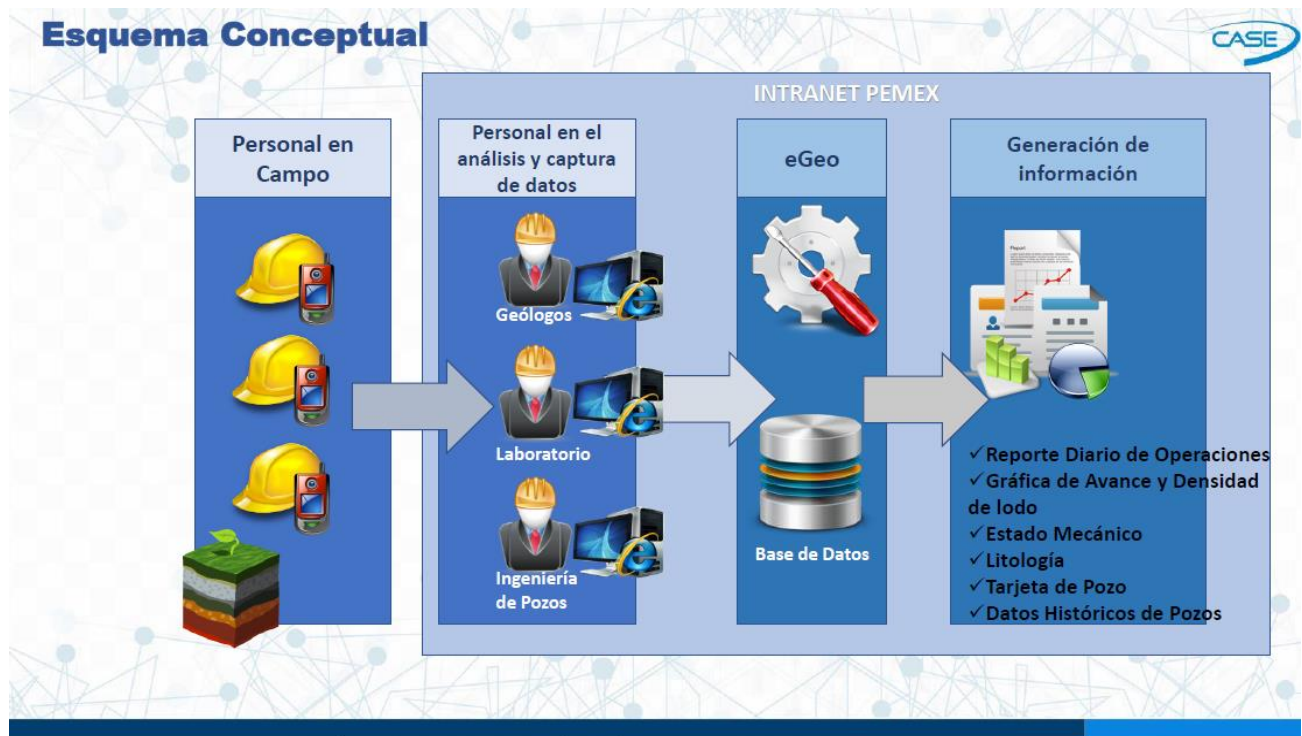 Esquema Conceptual
CASE
INTRANET PEMEX
Personal en
Campo
Personal en el
análisis y captura
de datos
Geólogos
Laboratorio
Ingeniería
de Pozos
eGeo
Base de Datos
Generación de
información
✓Reporte Diario de Operaciones
✓Gráfica de Avance y Densidad
de lodo
✓Estado Mecánico
✓Litología
✓Tarjeta de Pozo
✓Datos Históricos de Pozos